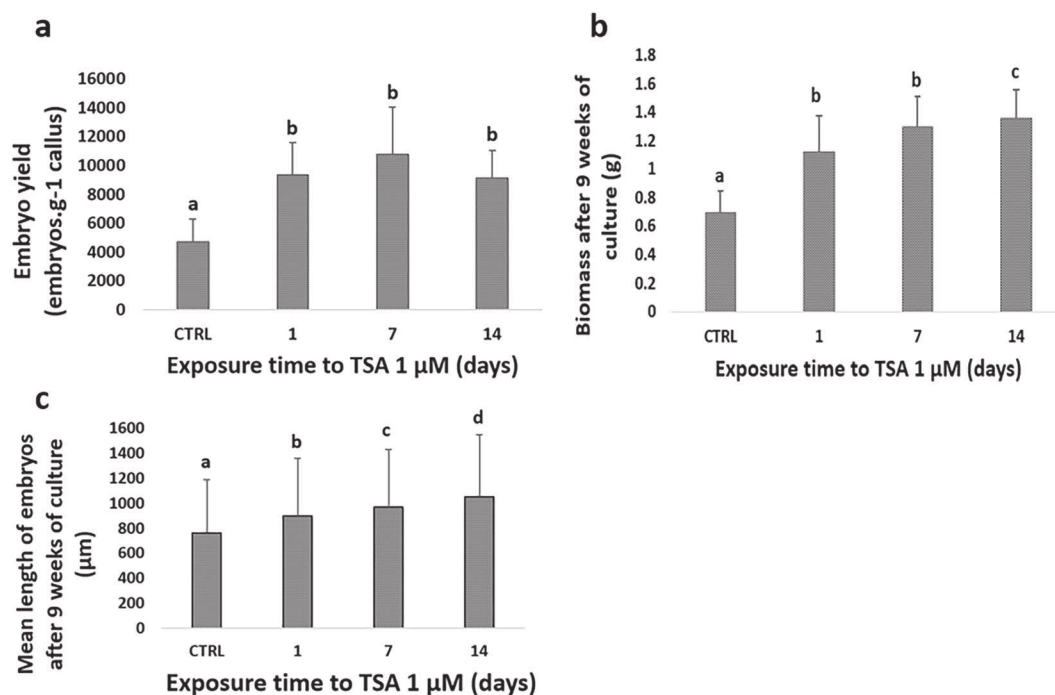 a
Embryo yield
(embryos.g-1 callus)
16000
14000
12000
10000
8000
6000
4000
2000
0
a
b
b
b
CTRL 1 7 14
Exposure time to TSA 1 µM (days)
b
Biomass after 9 weeks of
culture (g)
1.8
1.6
1.4
1.2
1
0.8
0.6
0.4
0.2
0
a
b
b
c
CTRL 1 7 14
Exposure time to TSA 1 µM (days)
c
Mean length of embryos
after 9 weeks of culture
(µm)
1600
1400
1200
1000
800
600
400
200
0
a
b
c
d
CTRL 1 7 14
Exposure time to TSA 1 µM (days)